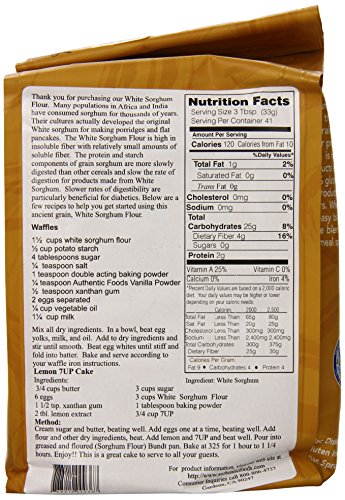 Thank you for purchasing our White Sorghum
Flour. Many populations in Africa and India
have consumed sorghum for thousands of years.
Their cultures actually developed the original
White sorghum for making porridges and flat
pancakes. The White Sorghum Flour is high in
insoluble fiber with relatively small amounts of
soluble fiber. The protein and starch
components of grain sorghum are more slowly
digested than other cereals and slow the rate of
digestion for products made from White
Sorghum. Slower rates of digestibility are
particularly beneficial for diabetics. Below are a
few recipes to help you get started using this
ancient grain, White Sorghum Flour.
Waffles
1½ cups white sorghum flour
½ cup potato starch
4 tablespoons sugar
¼ teaspoon salt
1 teaspoon double acting baking powder
¼ teaspoon Authentic Foods Vanilla Powder
½ teaspoon xanthan gum
2 eggs separated
¼ cup vegetable oil
1¼ cup milk
Mix all dry ingredients. In a bowl, beat egg
yolks, milk, and oil. Add to dry ingredients and
stir until smooth. Beat egg whites until stiff and
fold into batter. Bake and serve according to
your waffle iron instructions.
Lemon 7UP Cake
Ingredients:
3/4 cups butter 3 cups sugar
6 eggs 3 cups White Sorghum Flour
1 1/2 tsp. xanthan gum 1 tablespoon baking powder
2 tbl. lemon extract 3/4 cup 7UP
Method:
Cream sugar and butter, beating well. Add eggs one at a time, beating well. Add
flour and other dry ingredients, beat. Add lemon and 7UP and beat well. Pour into
greased and floured (Sorghum Flour) Bundt pan. Bake at 325 for 1 hour to 1 1/4
hours. Enjoy!! This is a great cake to serve to all your guests.
For product information, please visit us at
www.authenticfoods.com
Consumer Inquiries call 800-806-4737
Gardena, CA 90247
Nutrition Facts
Serving Size 3 Tbsp. (33g)
Serving Per Container 41
Amount Per Serving
Calories 120 Calories from Fat 10
%Daily Values*
Total Fat 1g 2%
Saturated Fat 0g 0%
Trans Fat 0g
Cholesterol 0mg 0%
Sodium 0mg 0%
Total
Carbohydrates 25g 8%
Dietary Fiber 4g 16%
Sugars 0g
Protein 2g
Vitamin A 25% Vitamin C 0%
Calcium 0% Iron 4%
*Percent Daily Values are based on a 2,000 calorie
diet. Your daily values may be higher or lower
depending on your calorie needs:
Calories 2000 2,500
Total Fat Less Than 65g 80g
Sat Fat Less Than 20g 25g
Cholesterol Less Than 300mg 300mg
Sodium Less Than 2,400mg 2,400mg
Total Carbohydrates 300g 375g
Dietary Fiber 25g 30g
Calories Per Gram:
Fat 9 • Carbohydrates 4 • Protein 4
Ingredient: White Sorghum